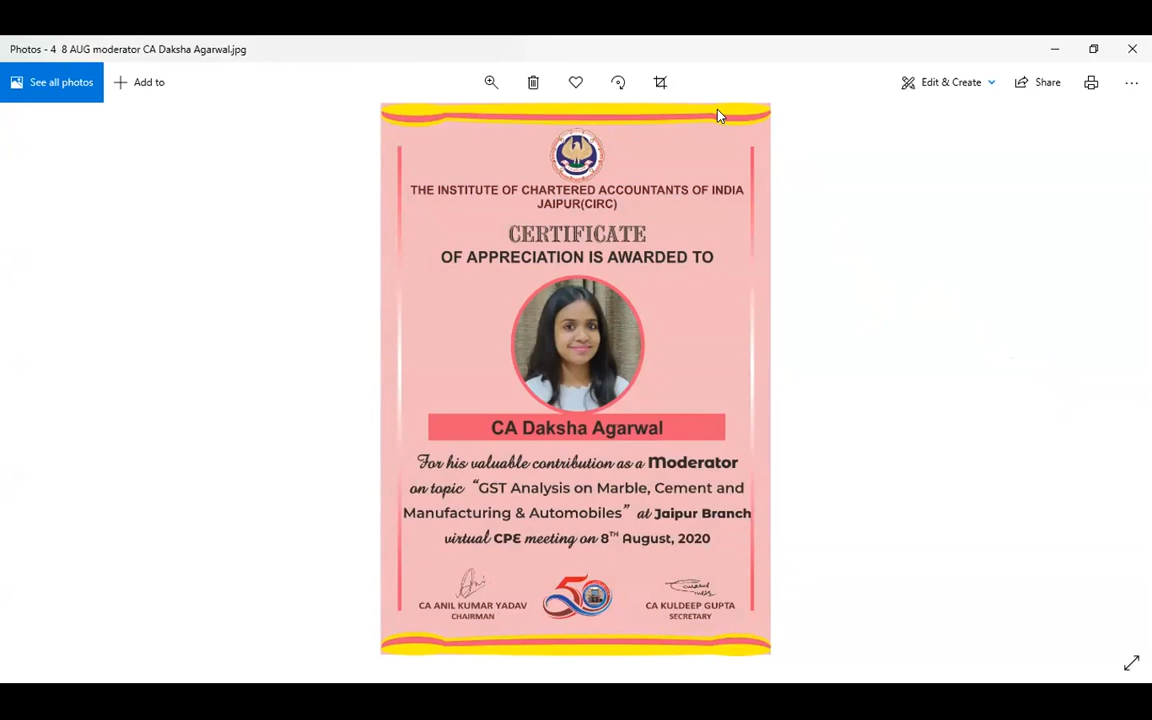 Photos - 4 8 AUG moderator CA Daksha Agarwal.jpg
See all photos
Add to
Edit & Create
Share
THE INSTITUTE OF CHARTERED ACCOUNTANTS OF INDIA
JAIPUR(CIRC)
CERTIFICATE
OF APPRECIATION IS AWARDED TO
CA Daksha Agarwal
For his valuable contribution as a Moderator
on topic “GST Analysis on Marble, Cement and
Manufacturing & Automobiles” at Jaipur Branch
virtual CPE meeting on 8TH August, 2020
50
CA ANIL KUMAR YADAV
CHAIRMAN
CA KULDEEP GUPTA
SECRETARY